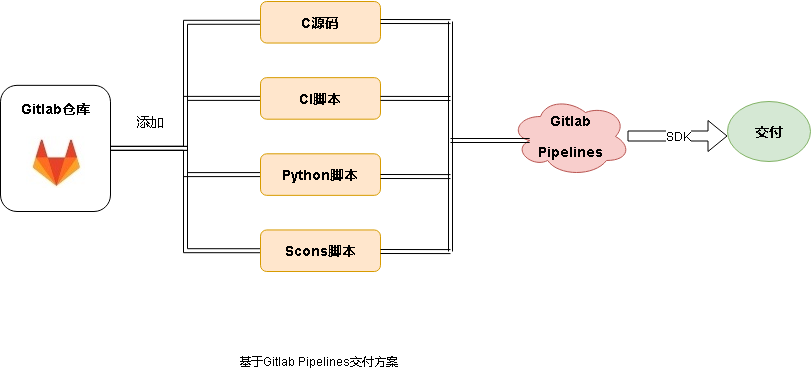 Gitlab仓库
添加
C源码
CI脚本
Python脚本
Scons脚本
Gitlab
Pipelines
SDK
交付
基于Gitlab Pipelines交付方案